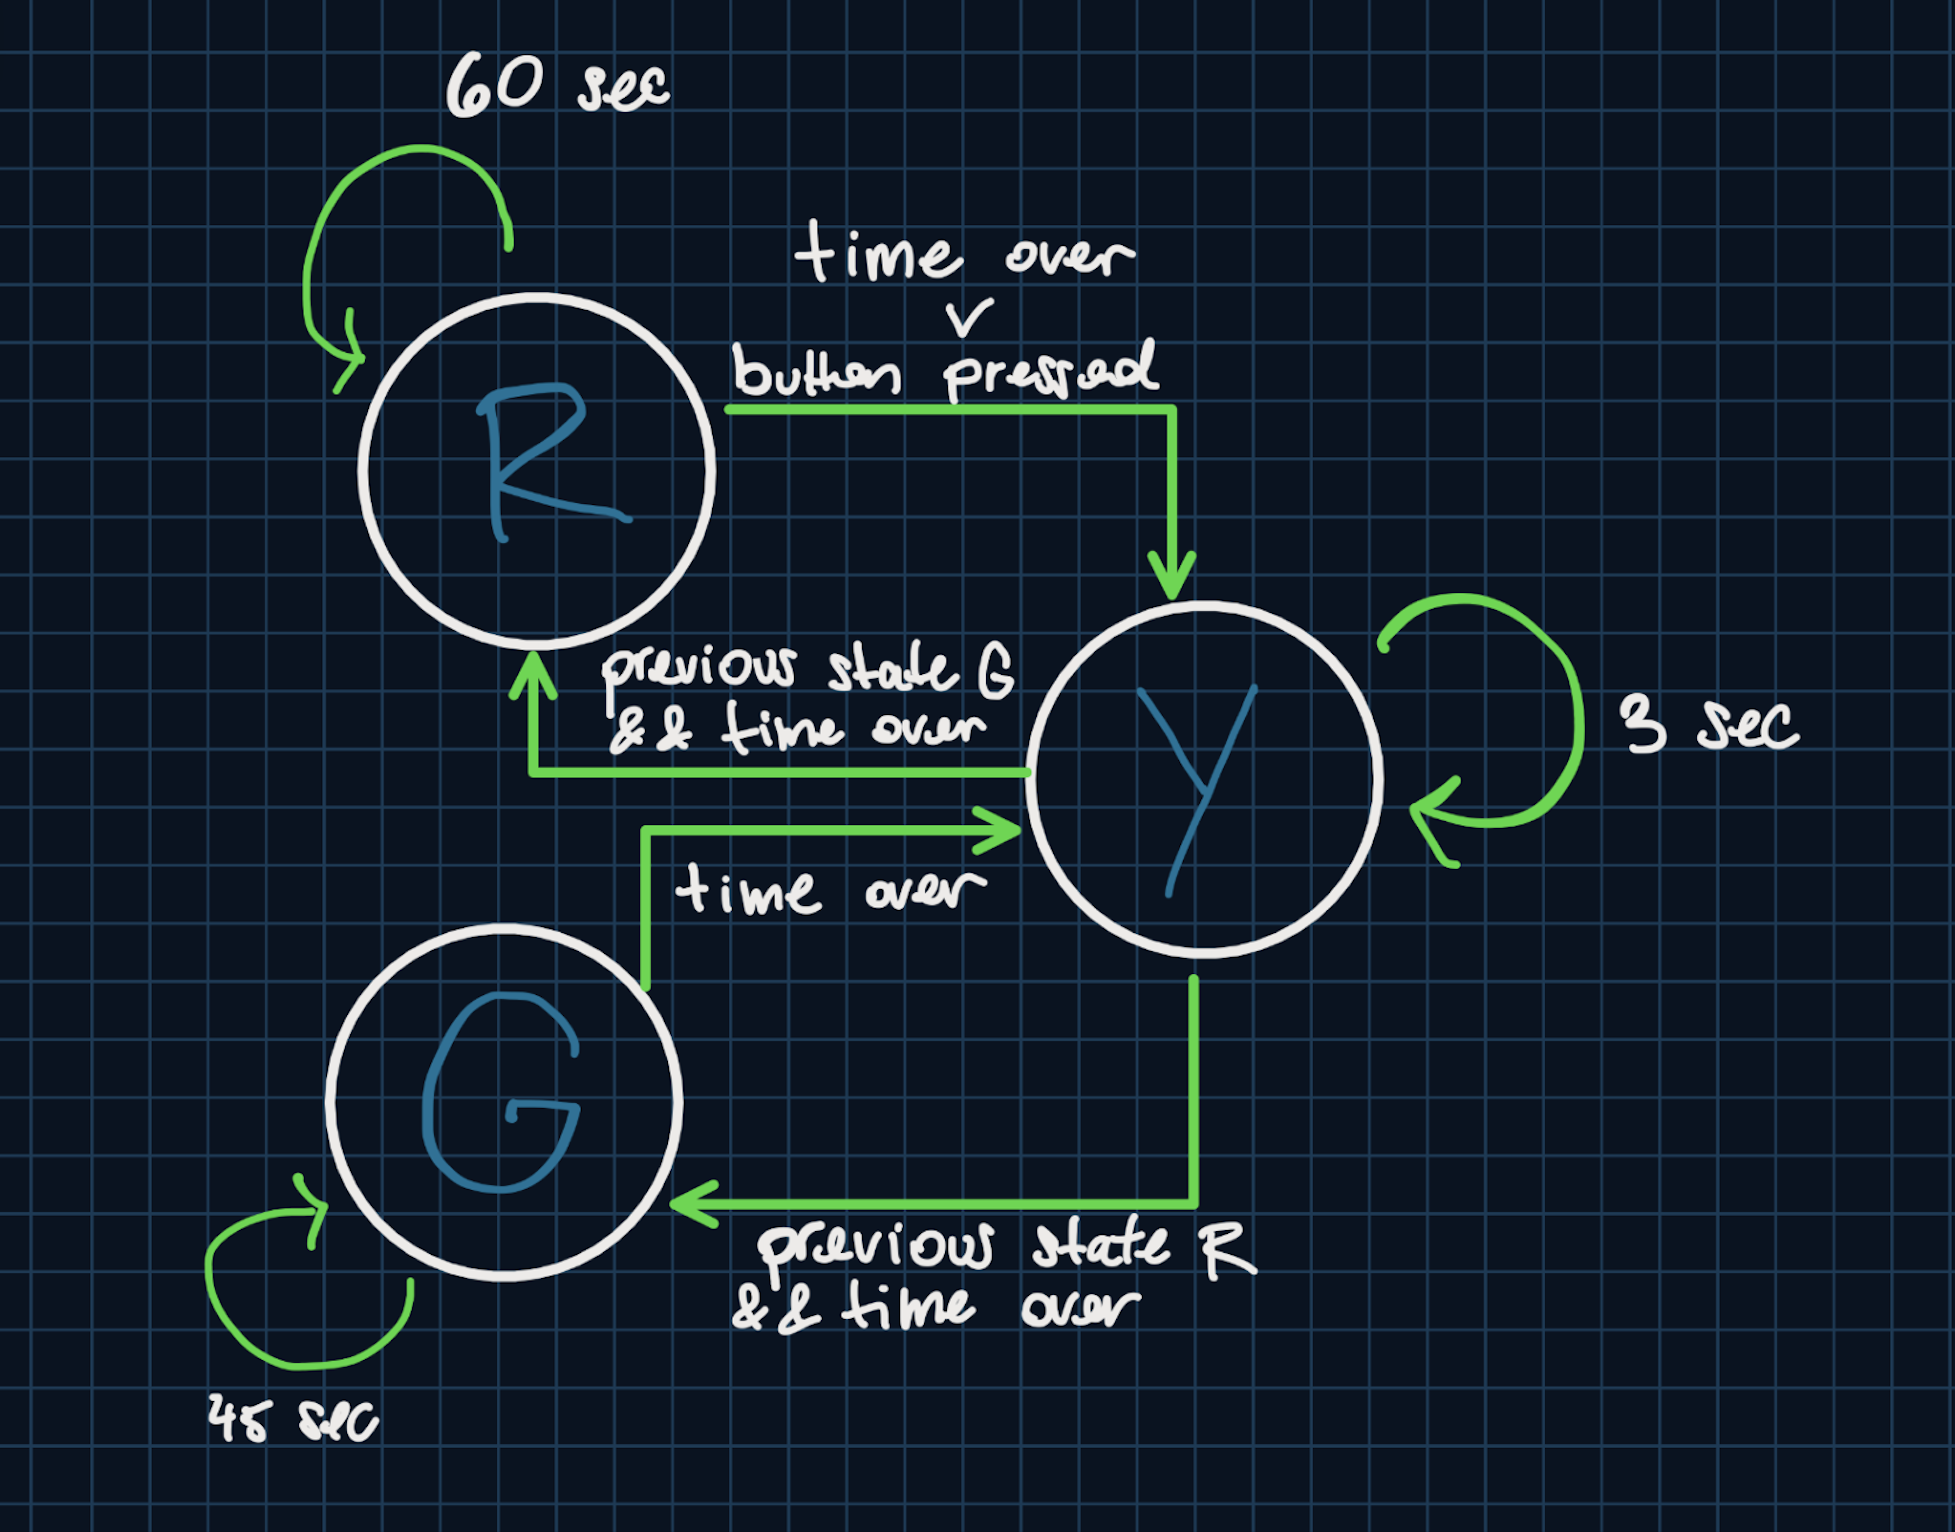 60 sec
time over
v
button pressed
R
previous state G
&& time over
Y
3 sec
time over
G
previous state R
&& time over
45 sec